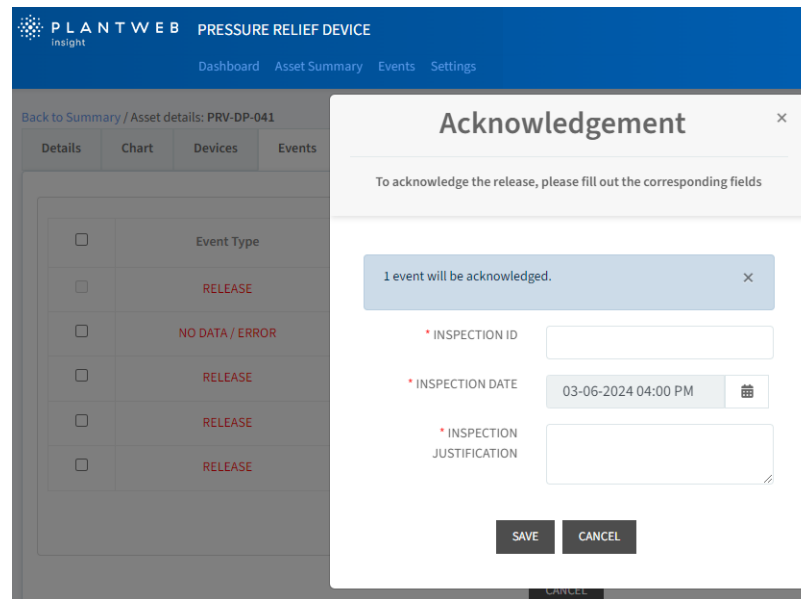 PLANTWEB
insight
PRESSURE RELIEF DEVICE
Dashboard Asset Summary Events Settings
Back to Summary / Asset details: PRV-DP-041
Details Chart Devices Events
Event Type
RELEASE
NO DATA / ERROR
RELEASE
RELEASE
RELEASE
CANCEL
Acknowledgement ×
To acknowledge the release, please fill out the corresponding fields
1 event will be acknowledged. ×
* INSPECTION ID
* INSPECTION DATE 03-06-2024 04:00 PM
* INSPECTION
JUSTIFICATION
SAVE CANCEL